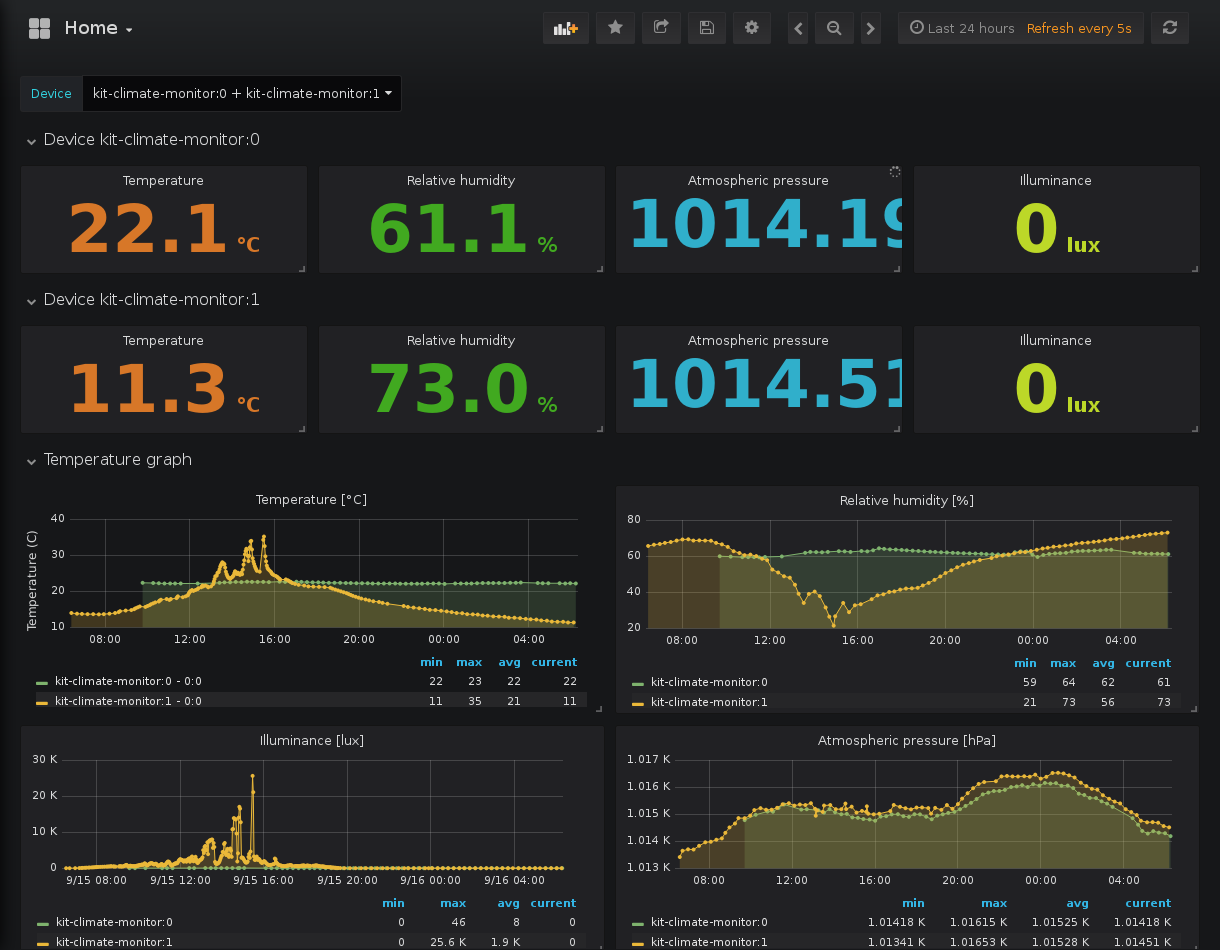 Home
Last 24 hours Refresh every 5s
Device kit-climate-monitor:0 + kit-climate-monitor:1
Device kit-climate-monitor:0
Temperature Relative humidity Atmospheric pressure Illuminance
22.1 °C 61.1 % 1014.19 0 lux
Device kit-climate-monitor:1
Temperature Relative humidity Atmospheric pressure Illuminance
11.3 °C 73.0 % 1014.51 0 lux
Temperature graph
Temperature [°C]
Temperature (C)
40
30
20
10
08:00 12:00 16:00 20:00 00:00 04:00
min max avg current
kit-climate-monitor:0 - 0:0 22 23 22 22
kit-climate-monitor:1 - 0:0 11 35 21 11
Relative humidity [%]
80
60
40
20
08:00 12:00 16:00 20:00 00:00 04:00
min max avg current
kit-climate-monitor:0 59 64 62 61
kit-climate-monitor:1 21 73 56 73
Illuminance [lux]
30 K
20 K
10 K
0
9/15 08:00 9/15 12:00 9/15 16:00 9/15 20:00 9/16 00:00 9/16 04:00
min max avg current
kit-climate-monitor:0 0 46 8 0
kit-climate-monitor:1 0 25.6 K 1.9 K 0
Atmospheric pressure [hPa]
1.017 K
1.016 K
1.015 K
1.014 K
1.013 K
08:00 12:00 16:00 20:00 00:00 04:00
min max avg current
kit-climate-monitor:0 1.01418 K 1.01615 K 1.01525 K 1.01418 K
kit-climate-monitor:1 1.01341 K 1.01653 K 1.01528 K 1.01451 K